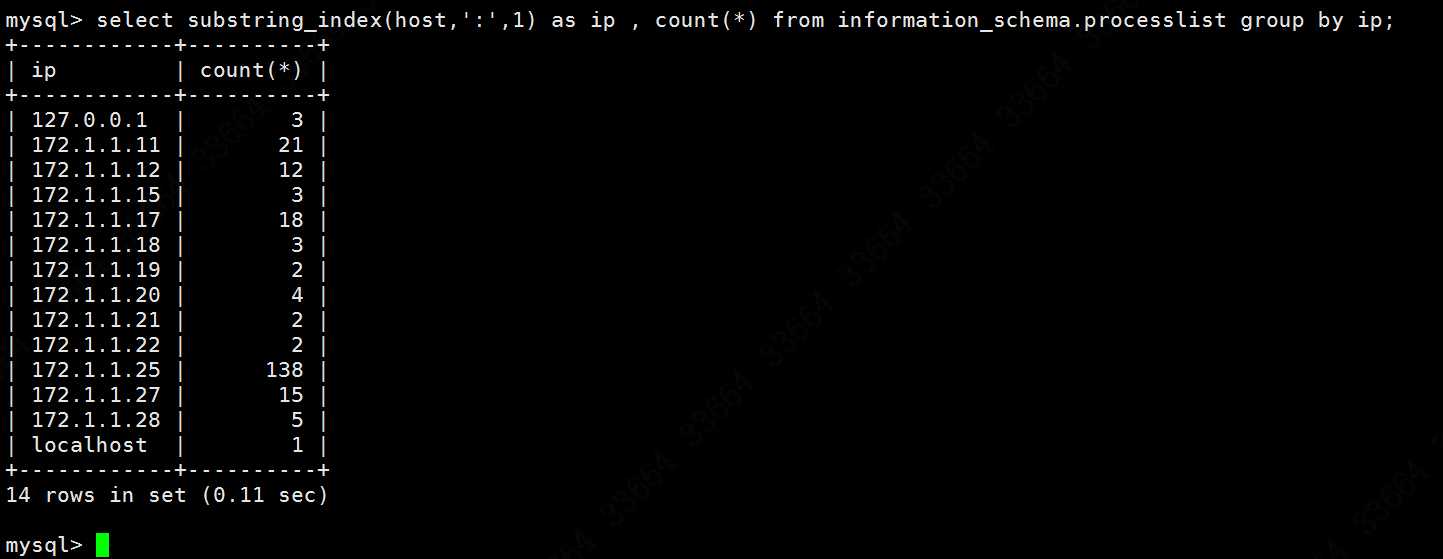 mysql> select substring_index(host,':',1) as ip , count(*) from information_schema.processlist group by ip;
+------------+----------+
| ip         | count(*) |
+------------+----------+
| 127.0.0.1  |        3 |
| 172.1.1.11 |       21 |
| 172.1.1.12 |       12 |
| 172.1.1.15 |        3 |
| 172.1.1.17 |       18 |
| 172.1.1.18 |        3 |
| 172.1.1.19 |        2 |
| 172.1.1.20 |        4 |
| 172.1.1.21 |        2 |
| 172.1.1.22 |        2 |
| 172.1.1.25 |      138 |
| 172.1.1.27 |       15 |
| 172.1.1.28 |        5 |
| localhost  |        1 |
+------------+----------+
14 rows in set (0.11 sec)
mysql>
33664 33664 33664 33664 33664 33664 33664